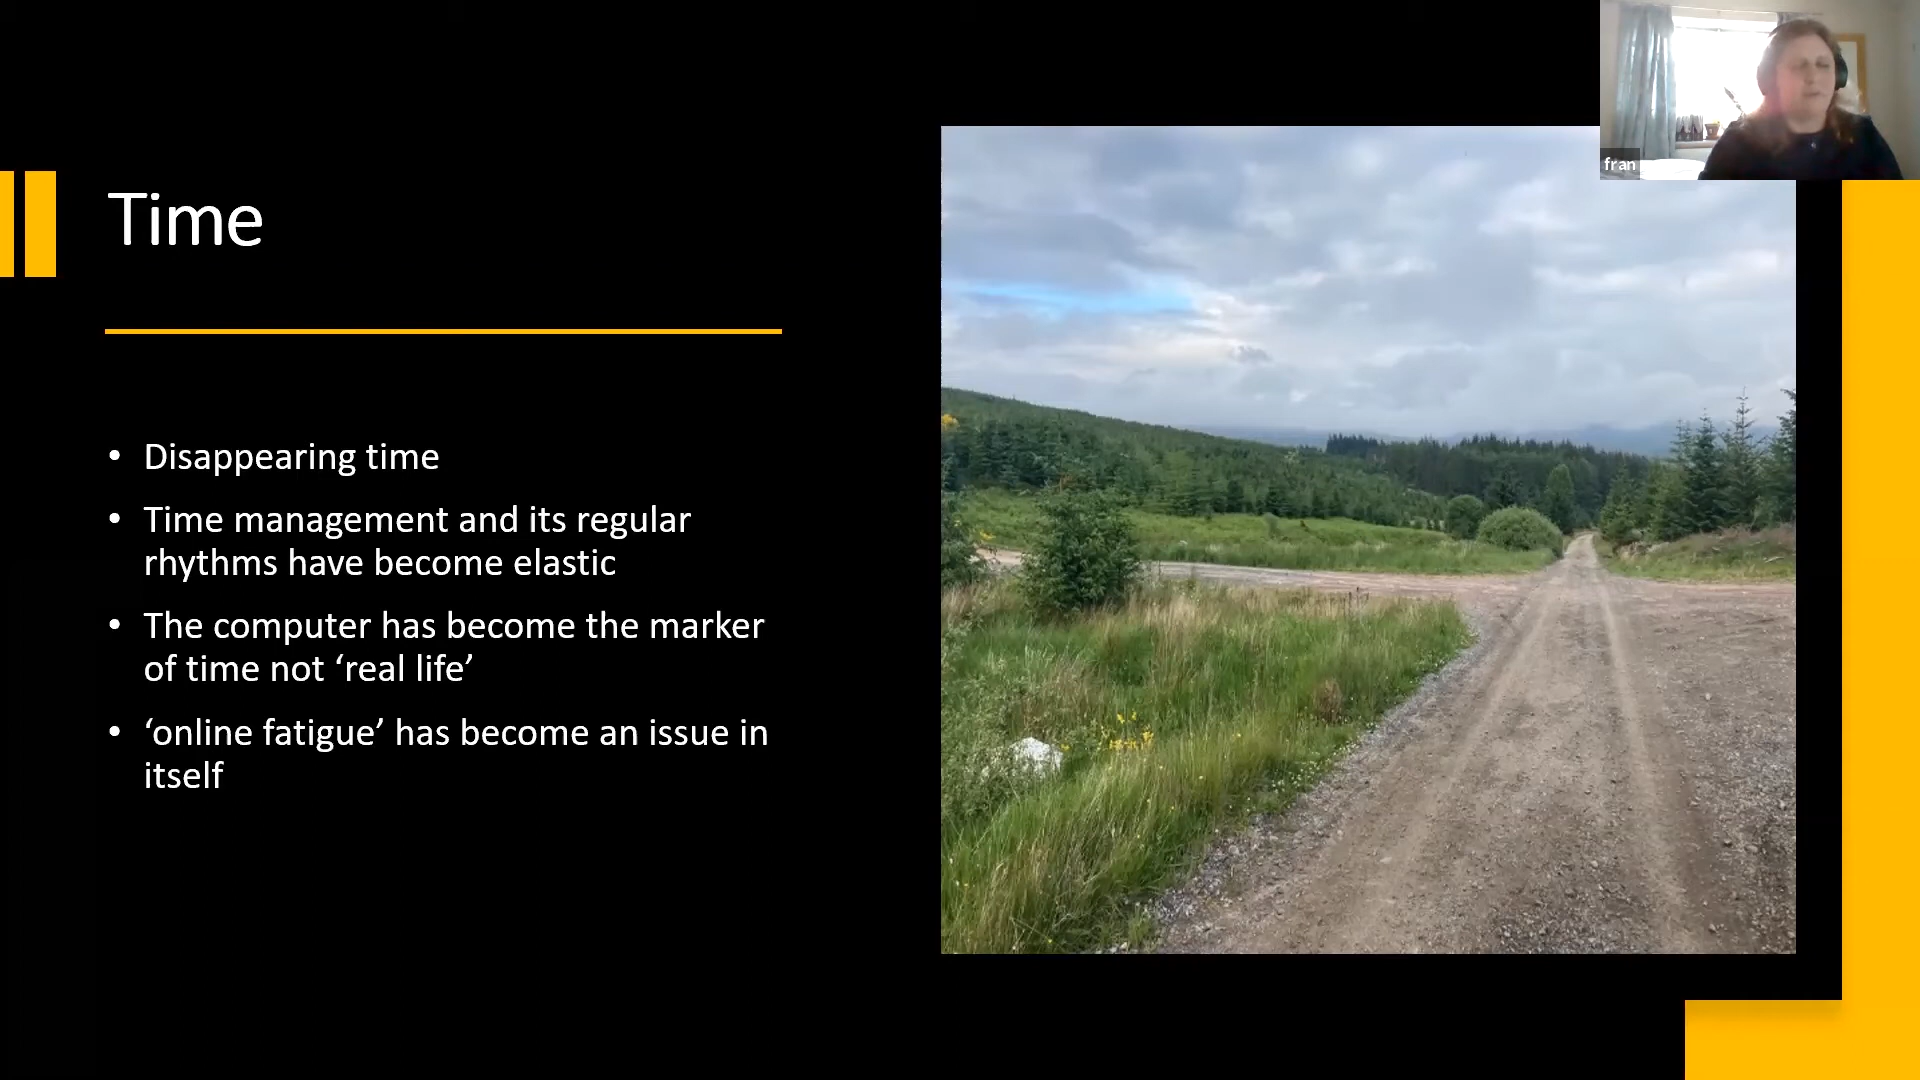 Time
• Disappearing time
• Time management and its regular
rhythms have become elastic
• The computer has become the marker
of time not ‘real life’
• ‘online fatigue’ has become an issue in
itself
fran